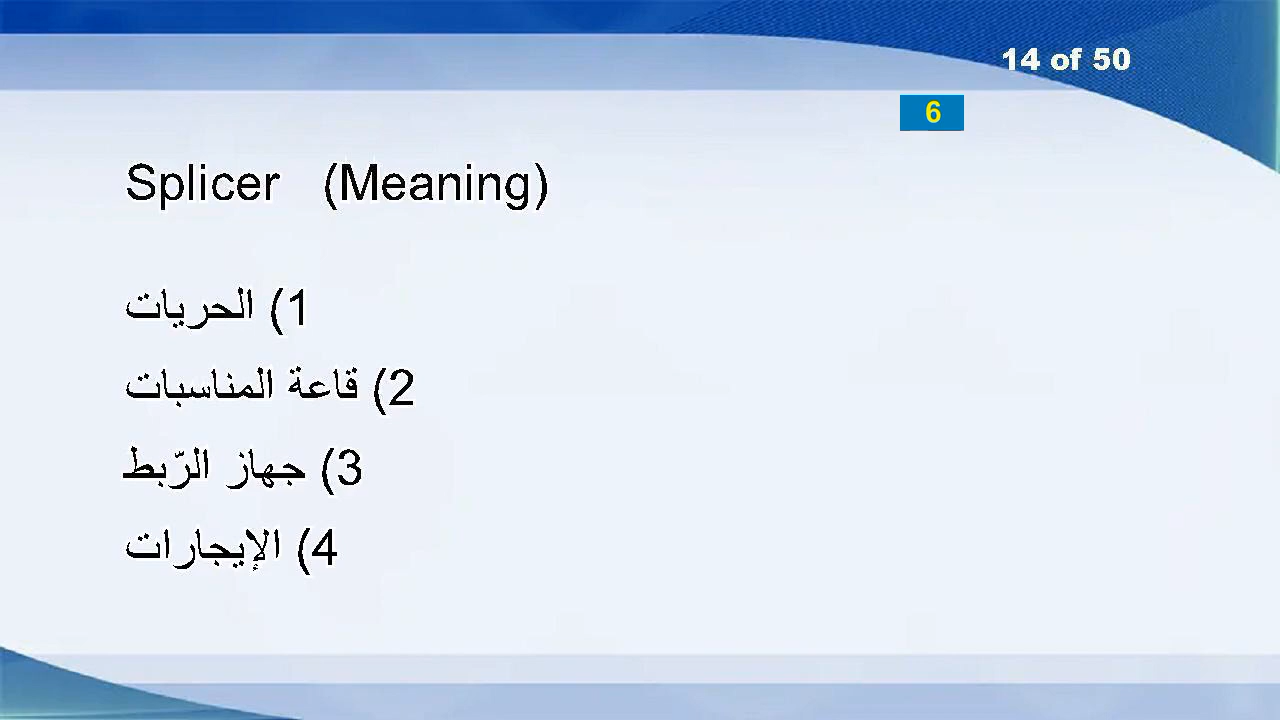 14 of 50
6
Splicer (Meaning)
1) الحريات
2) قاعة المناسبات
3) جهاز الرّبط
4) الإيجارات